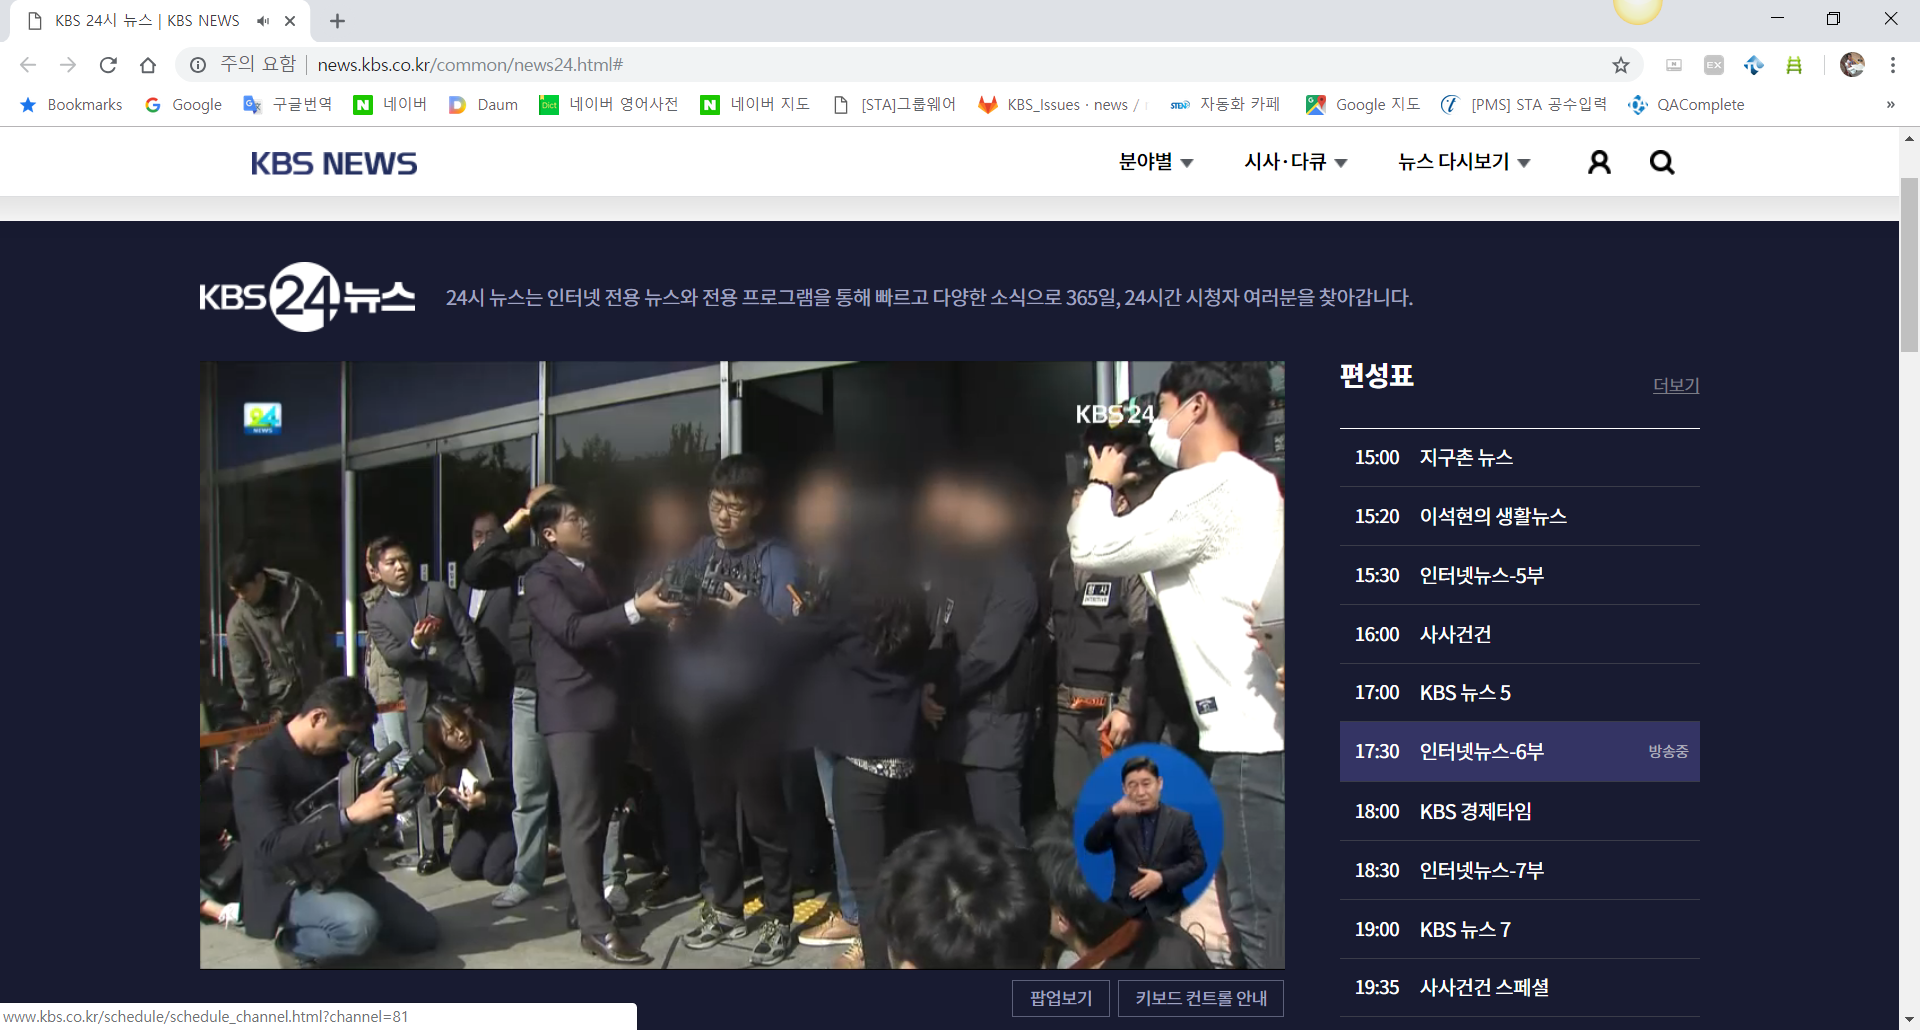 KBS 24시 뉴스 | KBS NEWS
주의 요함 | news.kbs.co.kr/common/news24.html#
EX
Bookmarks Google 구글번역 네이버 Daum 네이버 영어사전 네이버 지도 [STA]그룹웨어 KBS_Issues · news / 자동화 카페 Google 지도 [PMS] STA 공수입력 QAComplete »
KBS NEWS 분야별 시사·다큐 뉴스 다시보기
KBS 24 뉴스 24시 뉴스는 인터넷 전용 뉴스와 전용 프로그램을 통해 빠르고 다양한 소식으로 365일, 24시간 시청자 여러분을 찾아갑니다.
24
NEWS
KBS 24
편성표 더보기
15:00 지구촌 뉴스
15:20 이석현의 생활뉴스
15:30 인터넷뉴스-5부
16:00 사사건건
17:00 KBS 뉴스 5
17:30 인터넷뉴스-6부 방송중
18:00 KBS 경제타임
18:30 인터넷뉴스-7부
19:00 KBS 뉴스 7
19:35 사사건건 스페셜
팝업보기 키보드 컨트롤 안내
www.kbs.co.kr/schedule/schedule_channel.html?channel=81